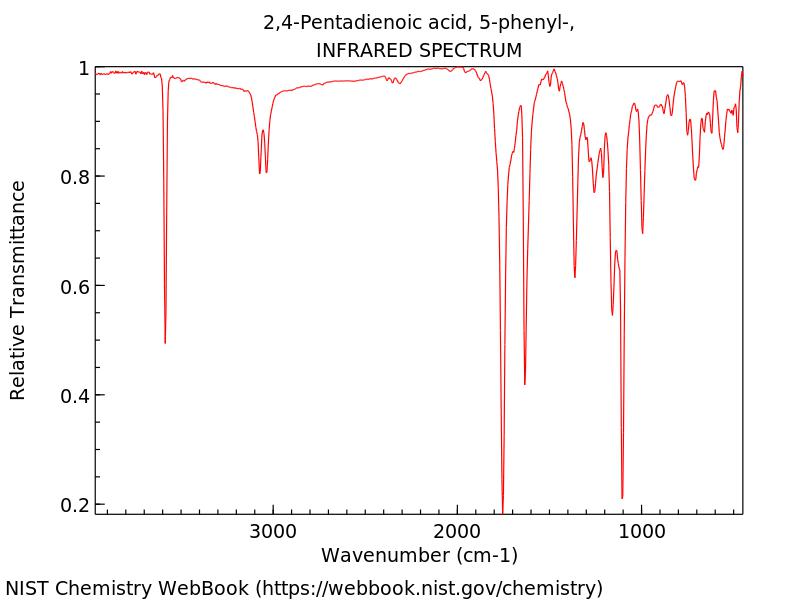 2,4-Pentadienoic acid, 5-phenyl-,
INFRARED SPECTRUM
1
0.8
0.6
0.4
0.2
Relative Transmittance
3000 2000 1000
Wavenumber (cm-1)
NIST Chemistry WebBook (https://webbook.nist.gov/chemistry)